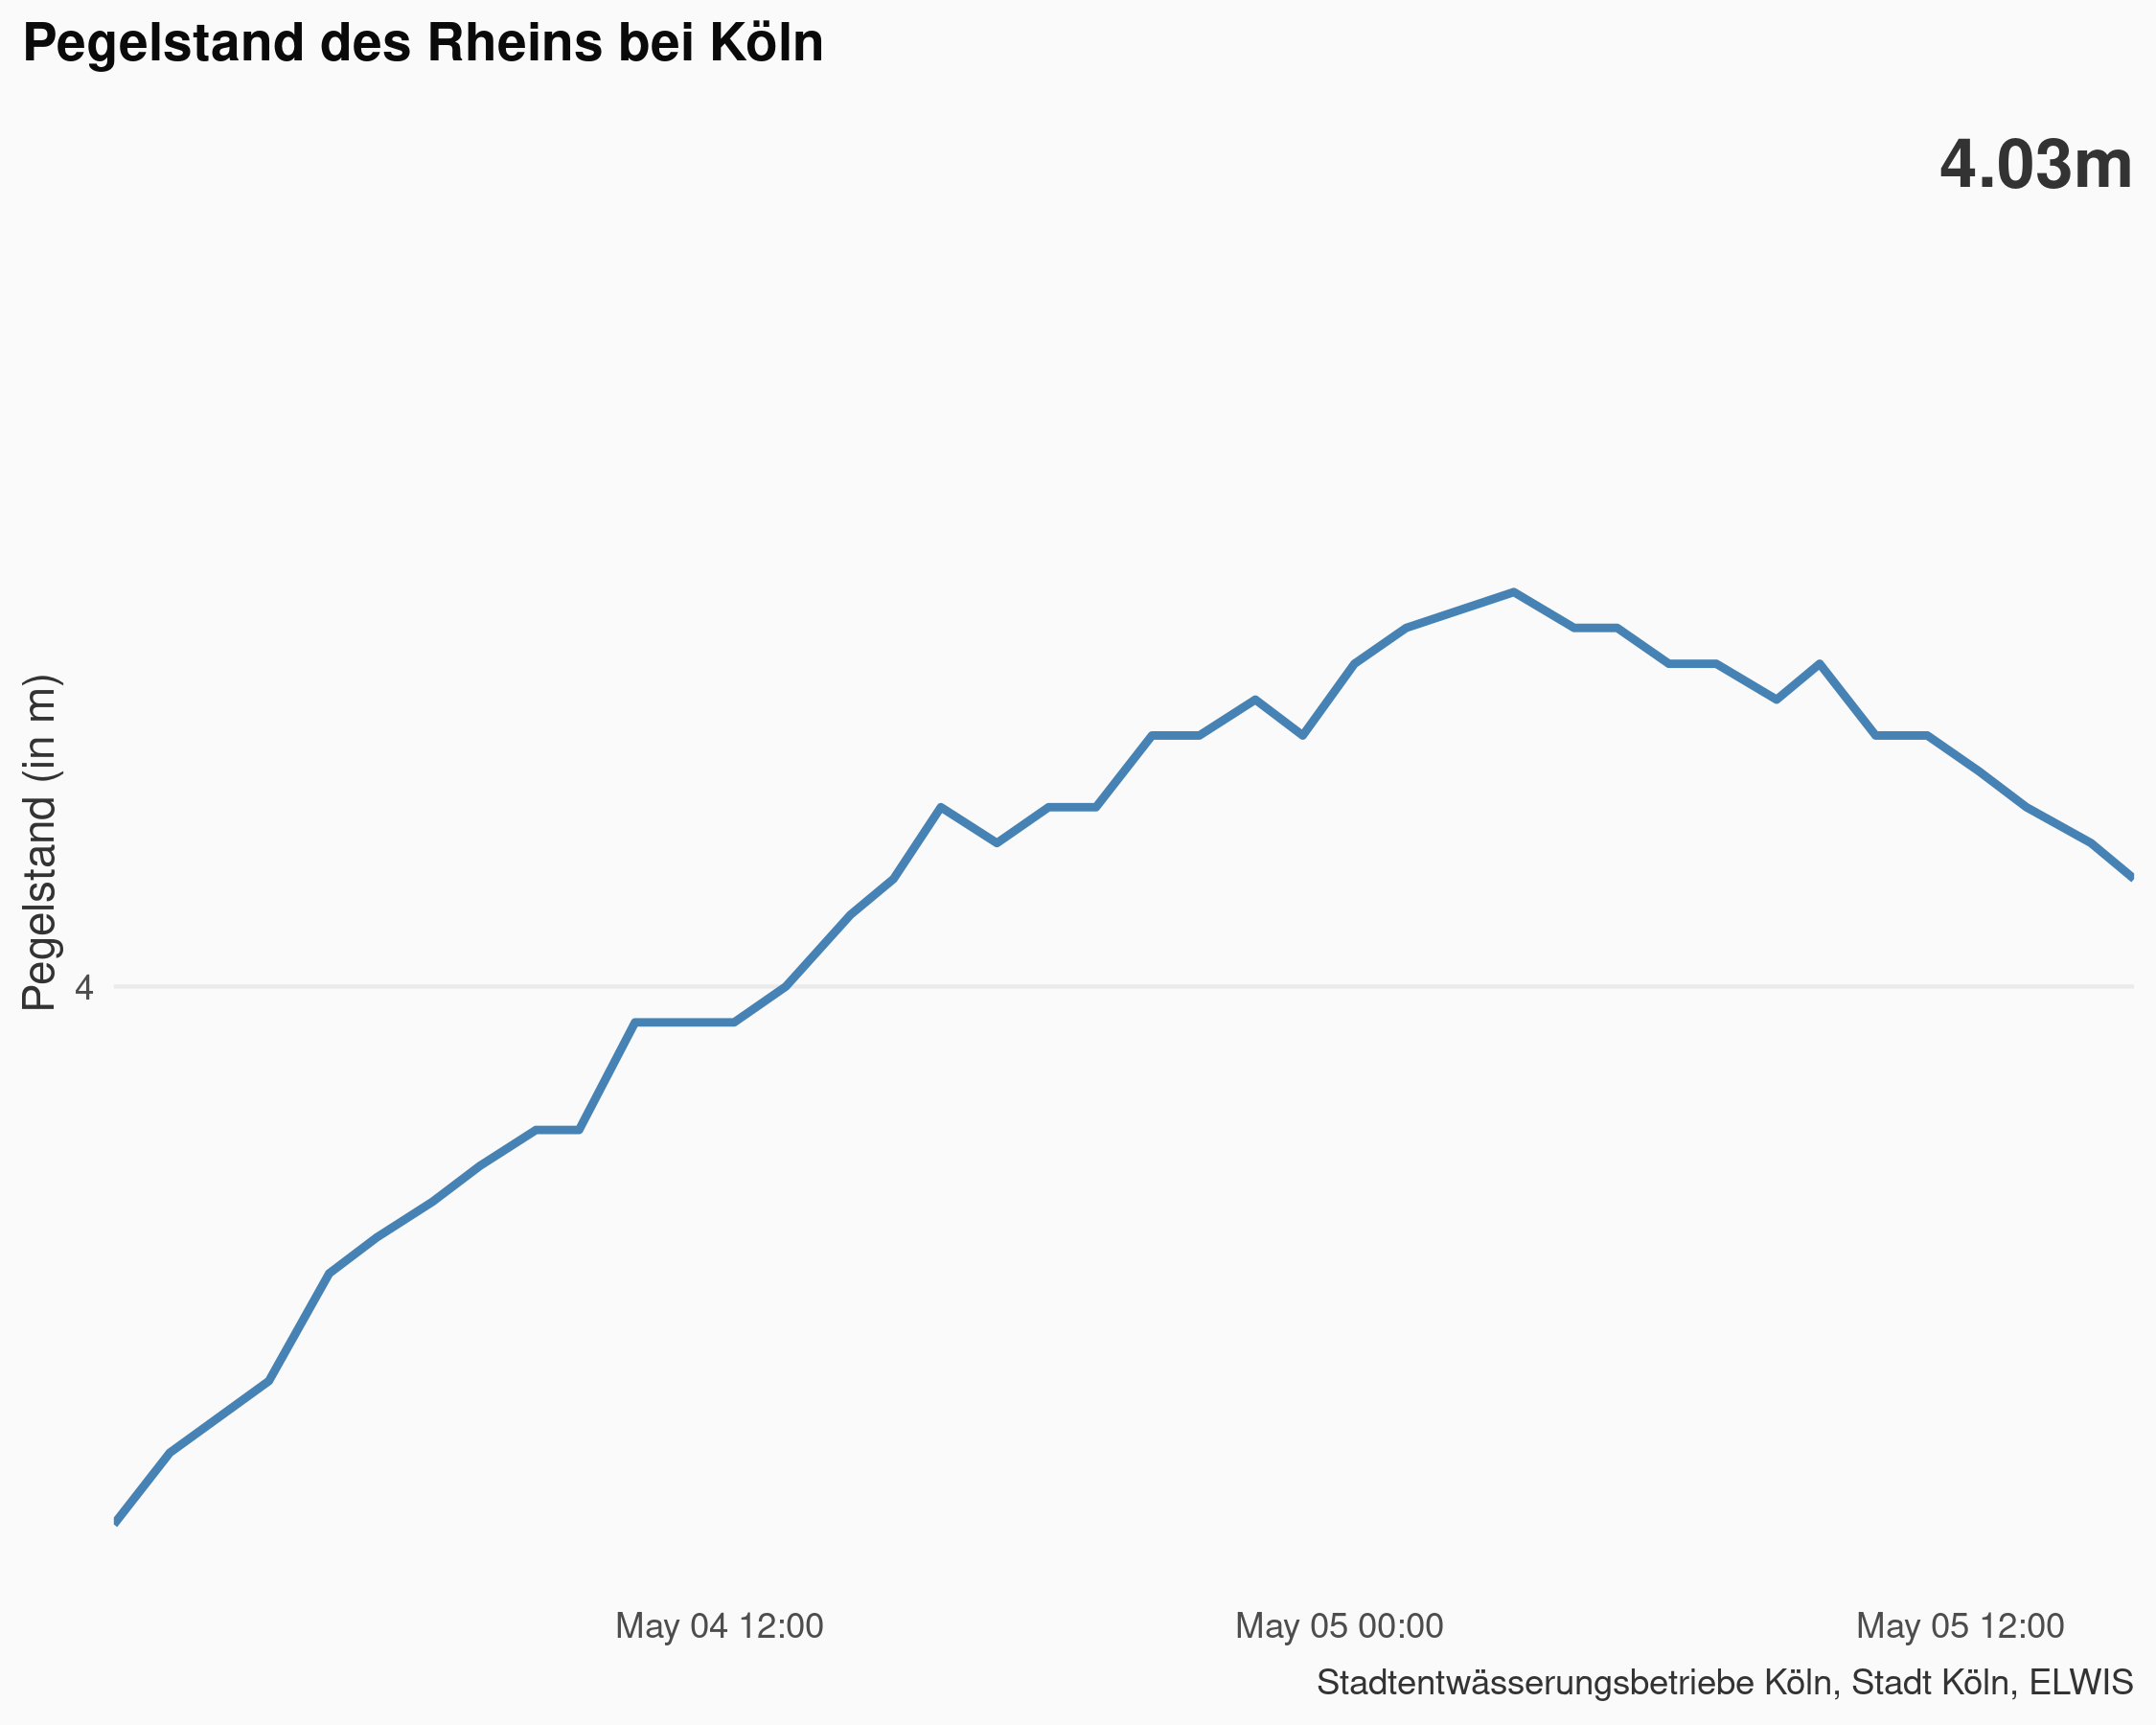 Pegelstand des Rheins bei Köln
4.03m
Pegelstand (in m)
4
May 04 12:00
May 05 00:00
May 05 12:00
Stadtentwässerungsbetriebe Köln, Stadt Köln, ELWIS